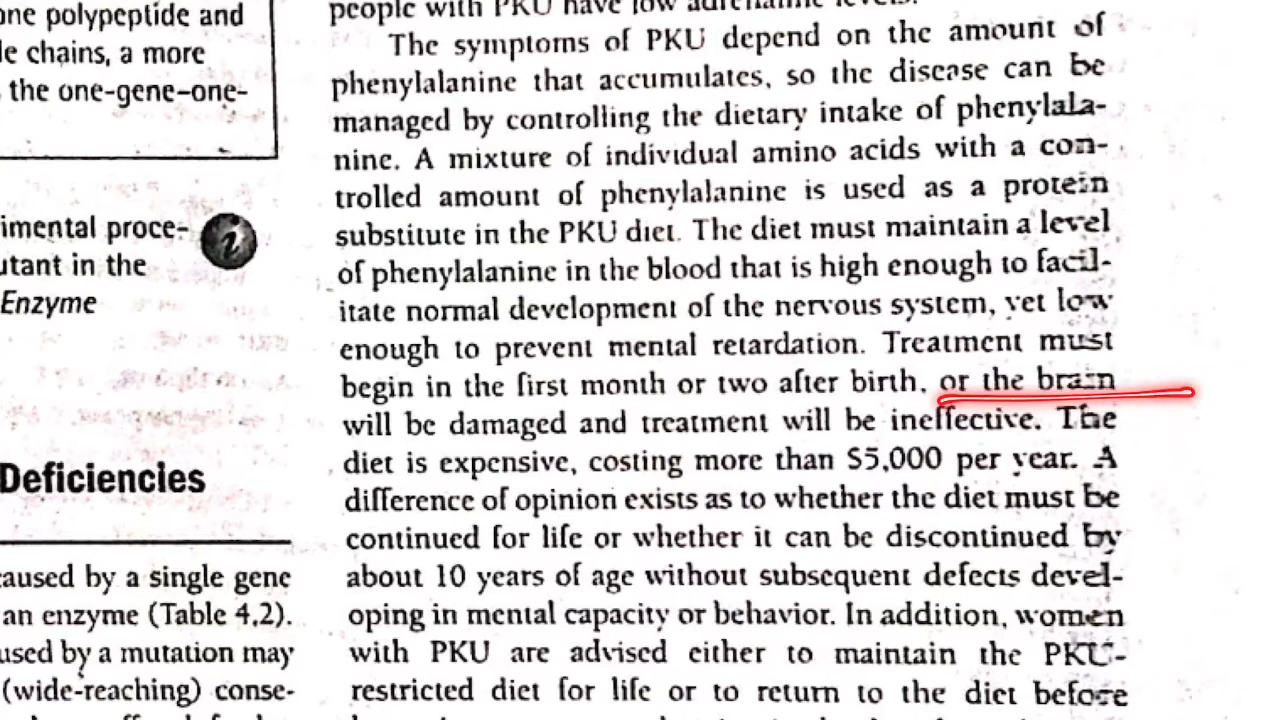 one polypeptide and
le chains, a more
the one-gene–one-
imental proce-
utant in the
Enzyme
Deficiencies
caused by a single gene
an enzyme (Table 4.2).
used by a mutation may
(wide-reaching) conse-
people with PKU have low adrenaline levels.
The symptoms of PKU depend on the amount of
phenylalanine that accumulates, so the disease can be
managed by controlling the dietary intake of phenylala-
nine. A mixture of individual amino acids with a con-
trolled amount of phenylalanine is used as a protein
substitute in the PKU diet. The diet must maintain a level
of phenylalanine in the blood that is high enough to facil-
itate normal development of the nervous system, yet low
enough to prevent mental retardation. Treatment must
begin in the first month or two after birth, or the brain
will be damaged and treatment will be ineffective. The
diet is expensive, costing more than $5,000 per year. A
difference of opinion exists as to whether the diet must be
continued for life or whether it can be discontinued by
about 10 years of age without subsequent defects devel-
oping in mental capacity or behavior. In addition, women
with PKU are advised either to maintain the PKU-
restricted diet for life or to return to the diet before